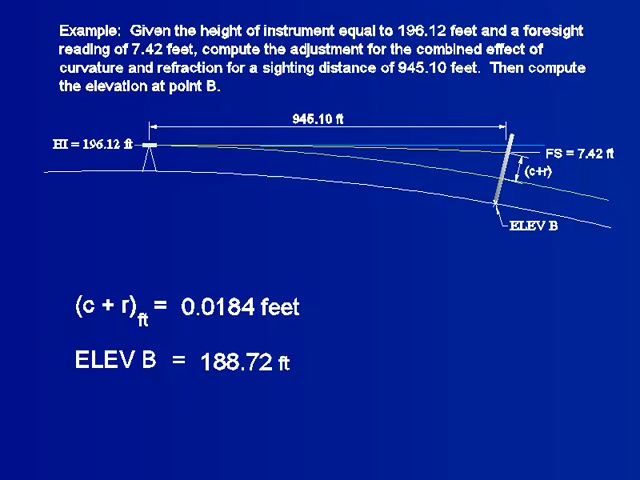 Example: Given the height of instrument equal to 196.12 feet and a foresight
reading of 7.42 feet, compute the adjustment for the combined effect of
curvature and refraction for a sighting distance of 945.10 feet. Then compute
the elevation at point B.
945.10 ft
HI = 196.12 ft
FS = 7.42 ft
(c+r)
ELEV B
(c + r)ft = 0.0184 feet
ELEV B = 188.72 ft